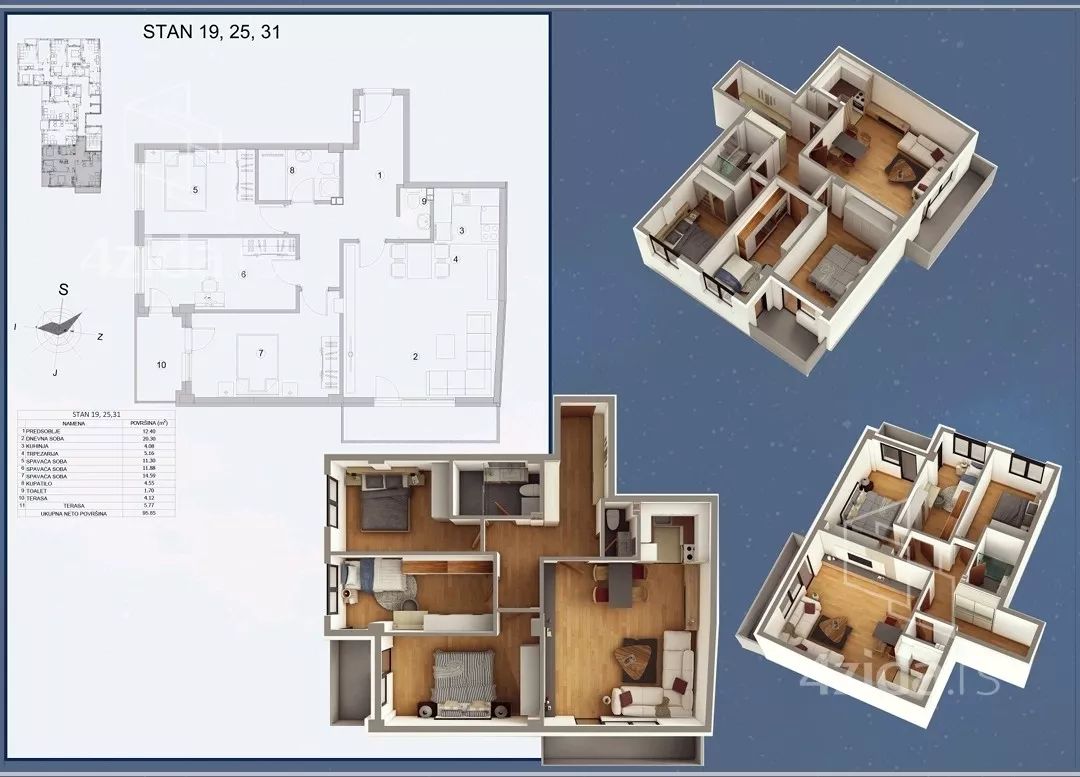 STAN 19, 25, 31
8
5
1
9
3
4
6
S
I
Z
J
10
7
2
STAN 19, 25,31
NAMENA POVRŠINA (m²)
1 PREDSOBLJE 12.40
2 DNEVNA SOBA 20.30
3 KUHINJA 4.08
4 TRPEZARIJA 5.16
5 SPAVAĆA SOBA 11.30
6 SPAVAĆA SOBA 11.88
7 SPAVAĆA SOBA 14.59
8 KUPATILO 4.55
9 TOALET 1.70
10 TERASA 4.12
11 TERASA 5.77
UKUPNA NETO POVRŠINA 95.85
4zida.rs